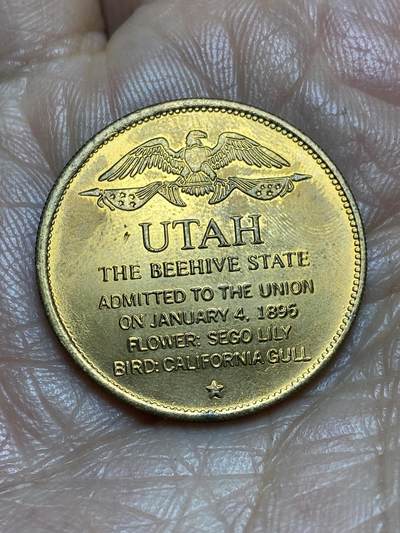 UTAH
THE BEEHIVE STATE
ADMITTED TO THE UNION
ON JANUARY 4, 1896
FLOWER: SEGO LILY
BIRD: CALIFORNIA GULL